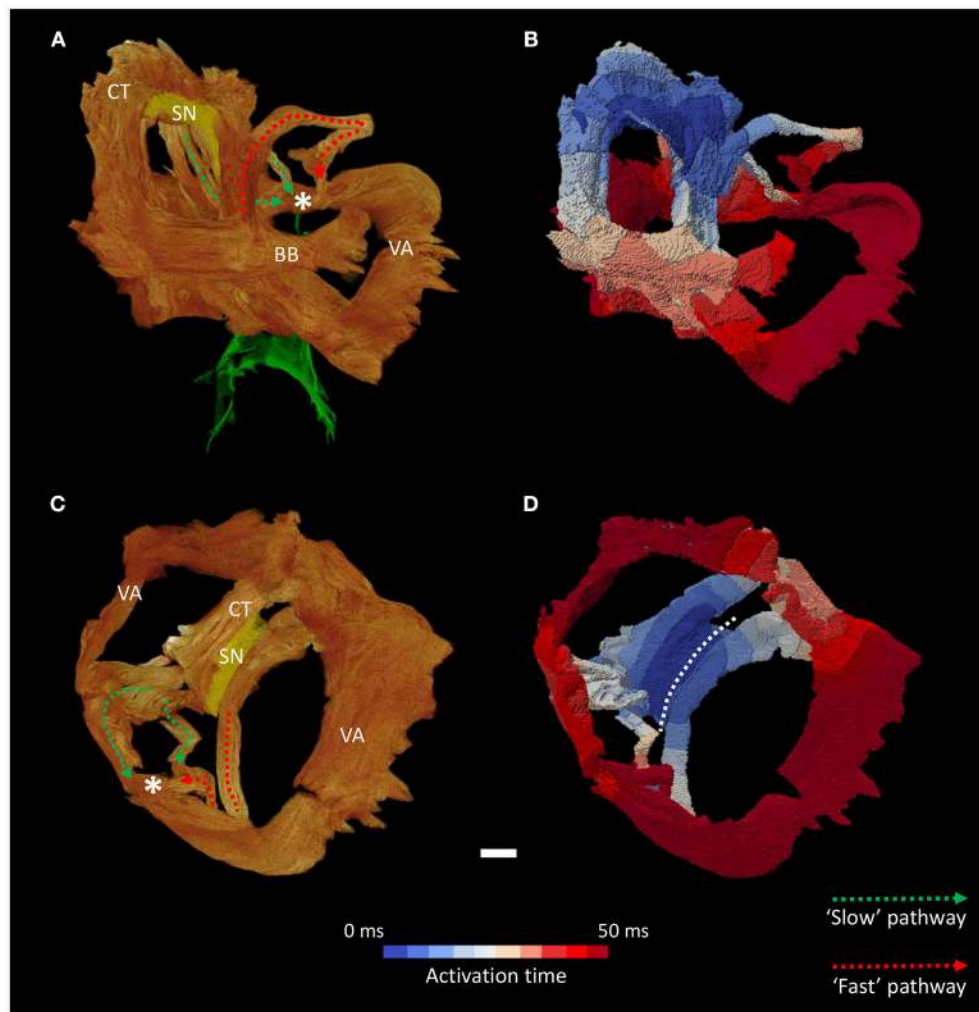 A
B
CT
SN
*
BB
VA
C
D
VA
CT
SN
VA
*
0 ms
50 ms
Activation time
'Slow' pathway
'Fast' pathway